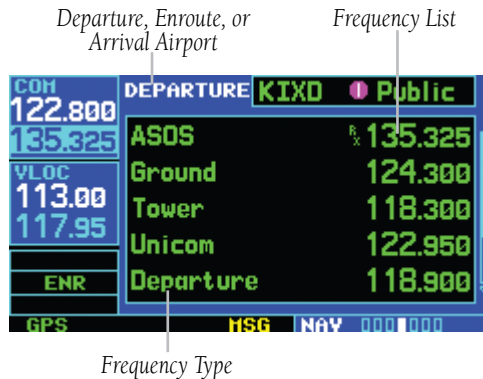 Departure, Enroute, or
Arrival Airport
Frequency List
COM
122.800
135.325
VLOC
113.00
117.95
ENR
GPS
DEPARTURE KIXD Public
ASOS Rx 135.325
Ground 124.300
Tower 118.300
Unicom 122.950
Departure 118.900
MSG NAV
Frequency Type